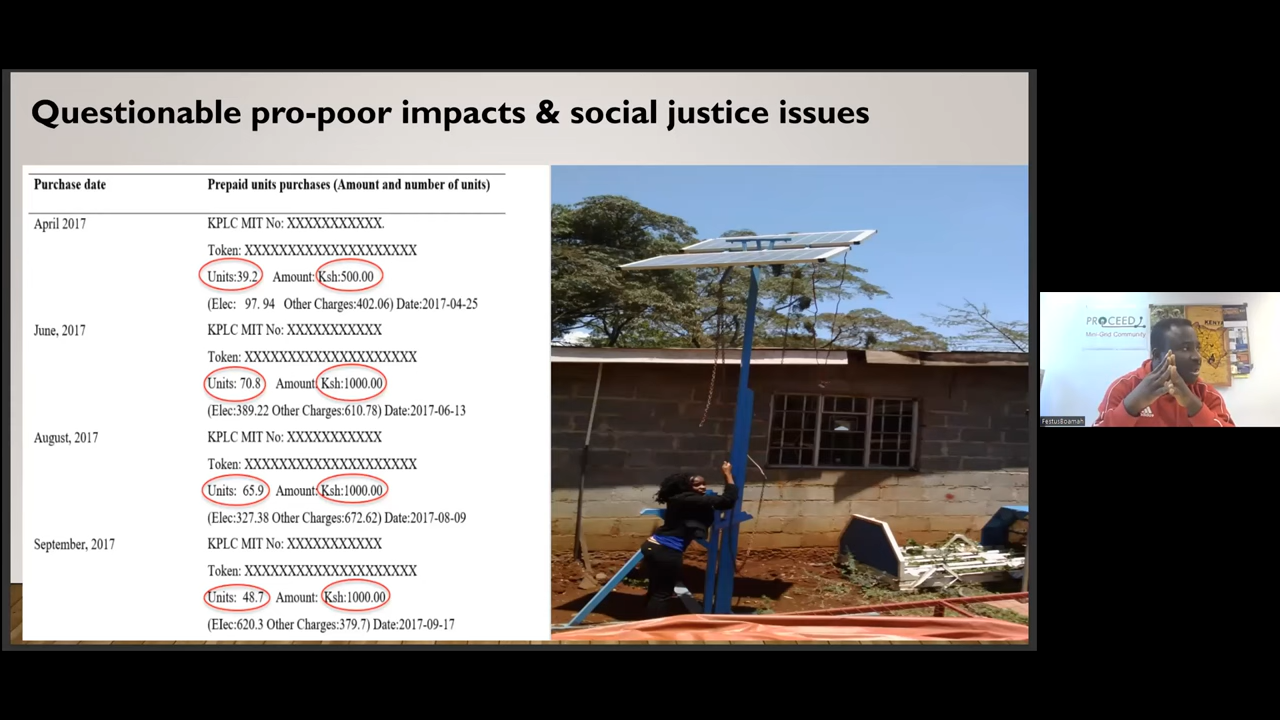 Questionable pro-poor impacts & social justice issues
Purchase date Prepaid units purchases (Amount and number of units)
April 2017 KPLC MIT No: XXXXXXXXXXX.
Token: XXXXXXXXXXXXXXXXXXXX
Units:39.2 Amount: Ksh:500.00
(Elec: 97. 94 Other Charges:402.06) Date:2017-04-25
June, 2017 KPLC MIT No: XXXXXXXXXXX
Token: XXXXXXXXXXXXXXXXXXXX
Units: 70.8 Amount: Ksh:1000.00
(Elec:389.22 Other Charges:610.78) Date:2017-06-13
August, 2017 KPLC MIT No: XXXXXXXXXXX
Token: XXXXXXXXXXXXXXXXXXXX
Units: 65.9 Amount: Ksh:1000.00
(Elec:327.38 Other Charges:672.62) Date:2017-08-09
September, 2017 KPLC MIT No: XXXXXXXXXXX
Token: XXXXXXXXXXXXXXXXXXXX
Units: 48.7 Amount: Ksh:1000.00
(Elec:620.3 Other Charges:379.7) Date:2017-09-17
PROCEED
Mini-Grid Community
KENYA
FestusBoamah